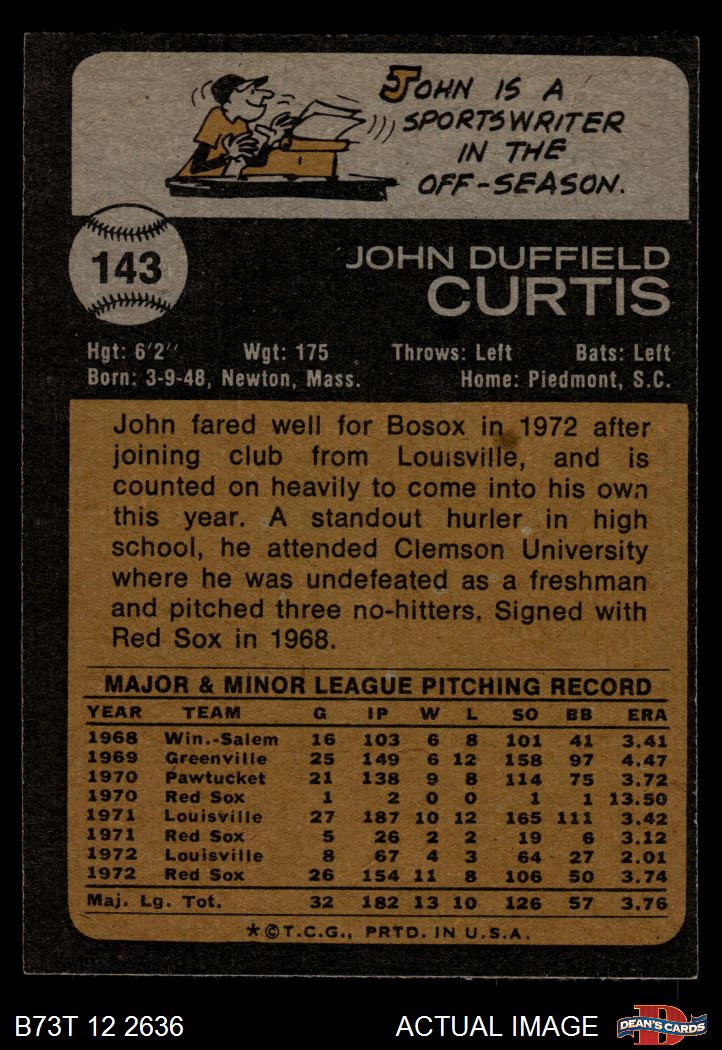 JOHN IS A
SPORTSWRITER
IN THE
OFF-SEASON.
143
JOHN DUFFIELD
CURTIS
Hgt: 6'2'' Wgt: 175 Throws: Left Bats: Left
Born: 3-9-48, Newton, Mass. Home: Piedmont, S.C.
John fared well for Bosox in 1972 after
joining club from Louisville, and is
counted on heavily to come into his own
this year. A standout hurler in high
school, he attended Clemson University
where he was undefeated as a freshman
and pitched three no-hitters. Signed with
Red Sox in 1968.
MAJOR & MINOR LEAGUE PITCHING RECORD
YEAR TEAM G IP W L SO BB ERA
1968 Win.-Salem 16 103 6 8 101 41 3.41
1969 Greenville 25 149 6 12 158 97 4.47
1970 Pawtucket 21 138 9 8 114 75 3.72
1970 Red Sox 1 2 0 0 1 1 13.50
1971 Louisville 27 187 10 12 165 111 3.42
1971 Red Sox 5 26 2 2 19 6 3.12
1972 Louisville 8 67 4 3 64 27 2.01
1972 Red Sox 26 154 11 8 106 50 3.74
Maj. Lg. Tot. 32 182 13 10 126 57 3.76
*©T.C.G., PRTD. IN U.S.A.
B73T 12 2636 ACTUAL IMAGE
D
DEAN'S CARDS